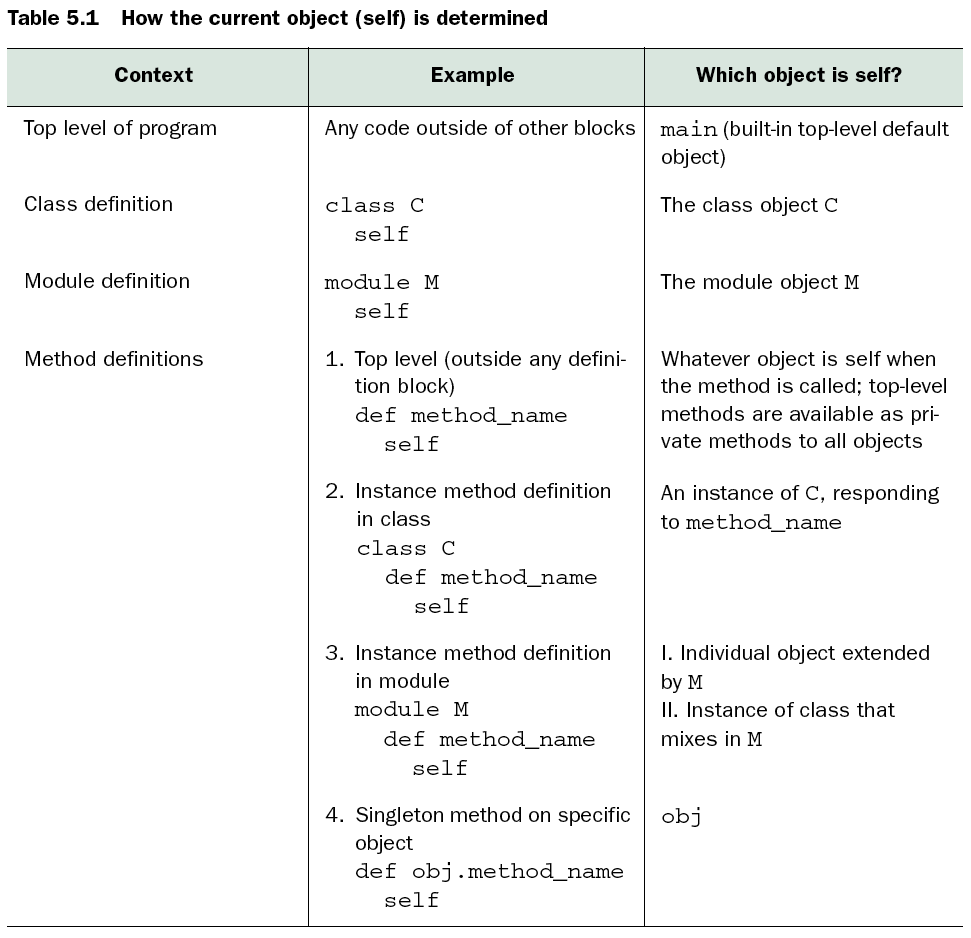 Table 5.1 How the current object (self) is determined
Context Example Which object is self?
Top level of program
Any code outside of other blocks
main (built-in top-level default
object)
Class definition
class C
self
The class object C
Module definition
module M
self
The module object M
Method definitions
1. Top level (outside any defini-
tion block)
def method_name
self
Whatever object is self when
the method is called; top-level
methods are available as pri-
vate methods to all objects
2. Instance method definition
in class
class C
def method_name
self
An instance of C, responding
to method_name
3. Instance method definition
in module
module M
def method_name
self
I. Individual object extended
by M
II. Instance of class that
mixes in M
4. Singleton method on specific
object
def obj.method_name
self
obj